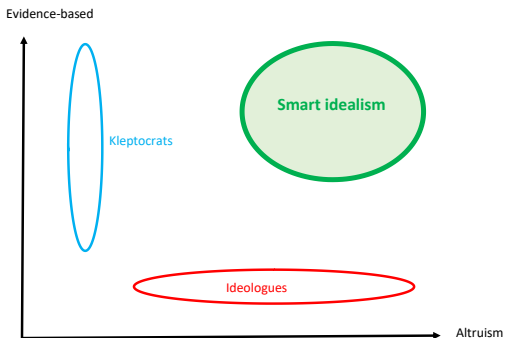 Evidence-based
Smart idealism
Kleptocrats
Ideologues
Altruism